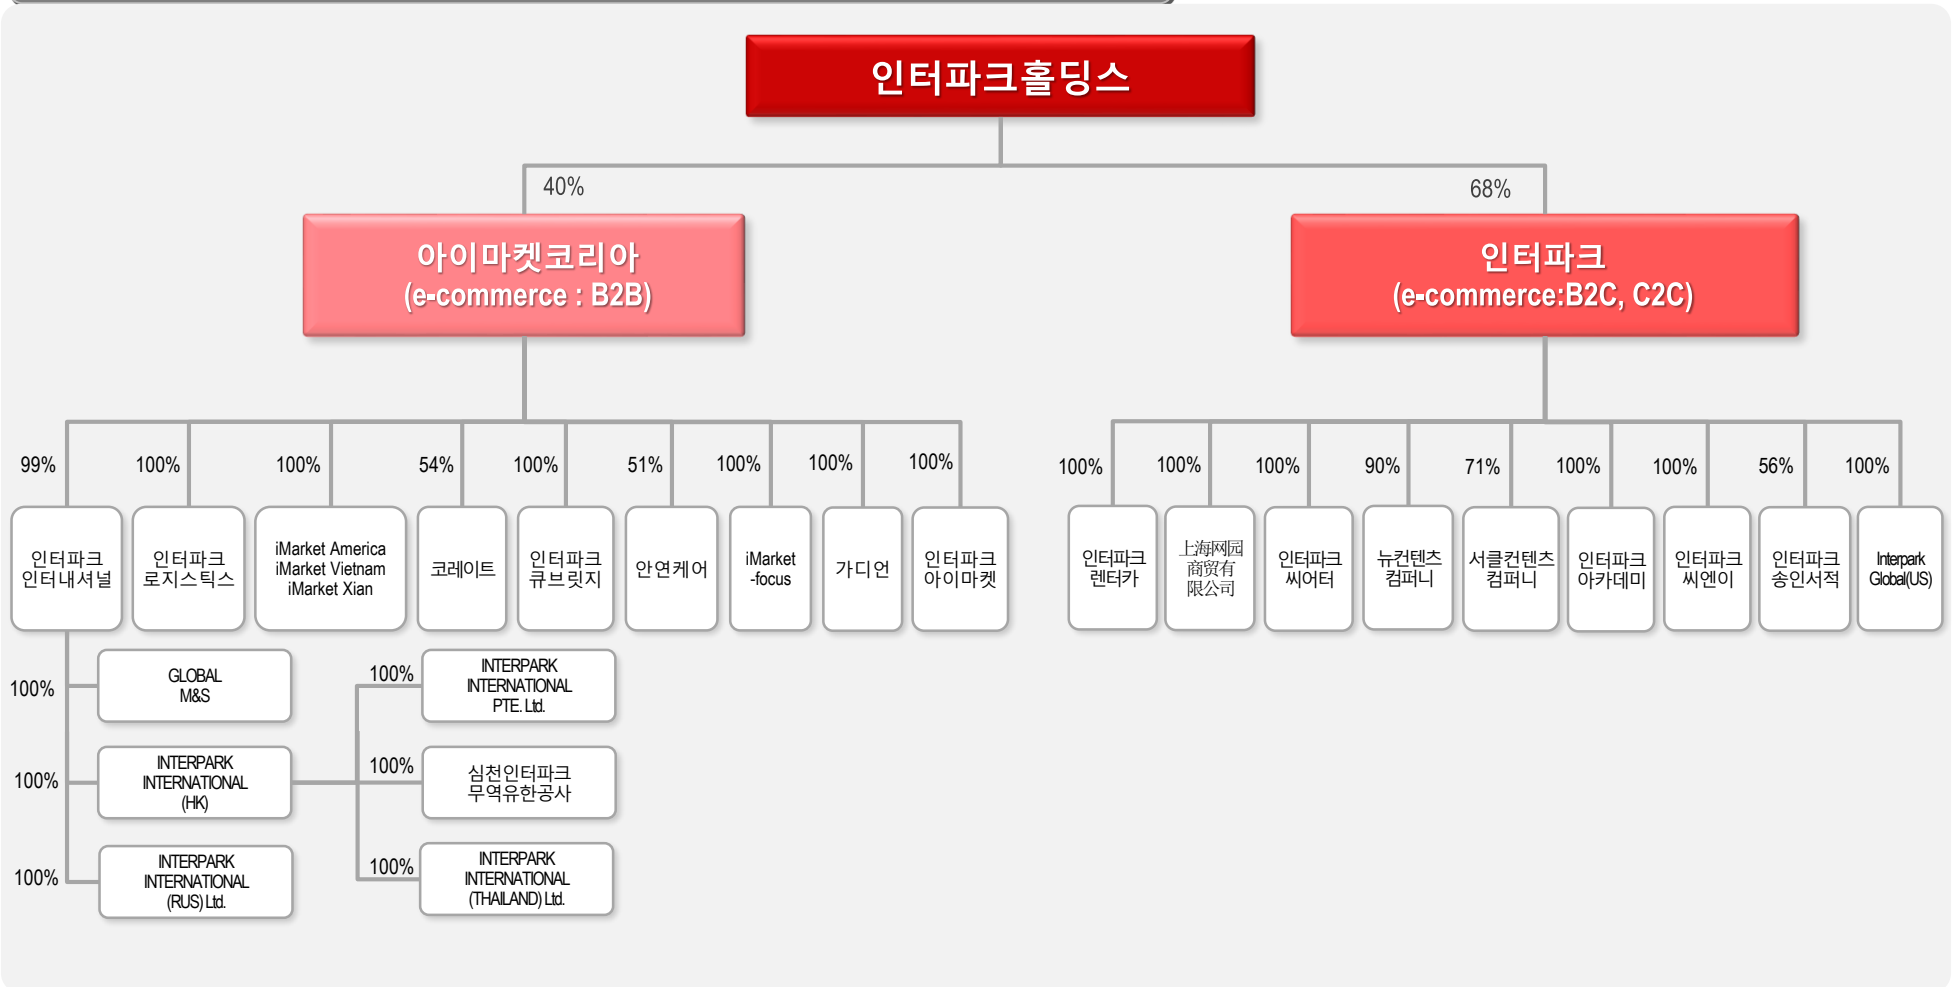 인터파크홀딩스
40%
68%
아이마켓코리아
(e-commerce : B2B)
인터파크
(e-commerce:B2C, C2C)
99%
100%
100%
54%
100%
51%
100%
100%
100%
100%
100%
100%
90%
71%
100%
100%
56%
100%
인터파크
인터내셔널
인터파크
로지스틱스
iMarket America
iMarket Vietnam
iMarket Xian
코레이트
인터파크
큐브릿지
안연케어
iMarket
-focus
가디언
인터파크
아이마켓
인터파크
렌터카
上海网园
商贸有
限公司
인터파크
씨어터
뉴컨텐츠
컴퍼니
서클컨텐츠
컴퍼니
인터파크
아카데미
인터파크
씨엔이
인터파크
송인서적
Interpark
Global(US)
100%
GLOBAL
M&S
100%
INTERPARK
INTERNATIONAL
PTE. Ltd.
100%
INTERPARK
INTERNATIONAL
(HK)
100%
심천인터파크
무역유한공사
100%
INTERPARK
INTERNATIONAL
(RUS) Ltd.
100%
INTERPARK
INTERNATIONAL
(THAILAND) Ltd.